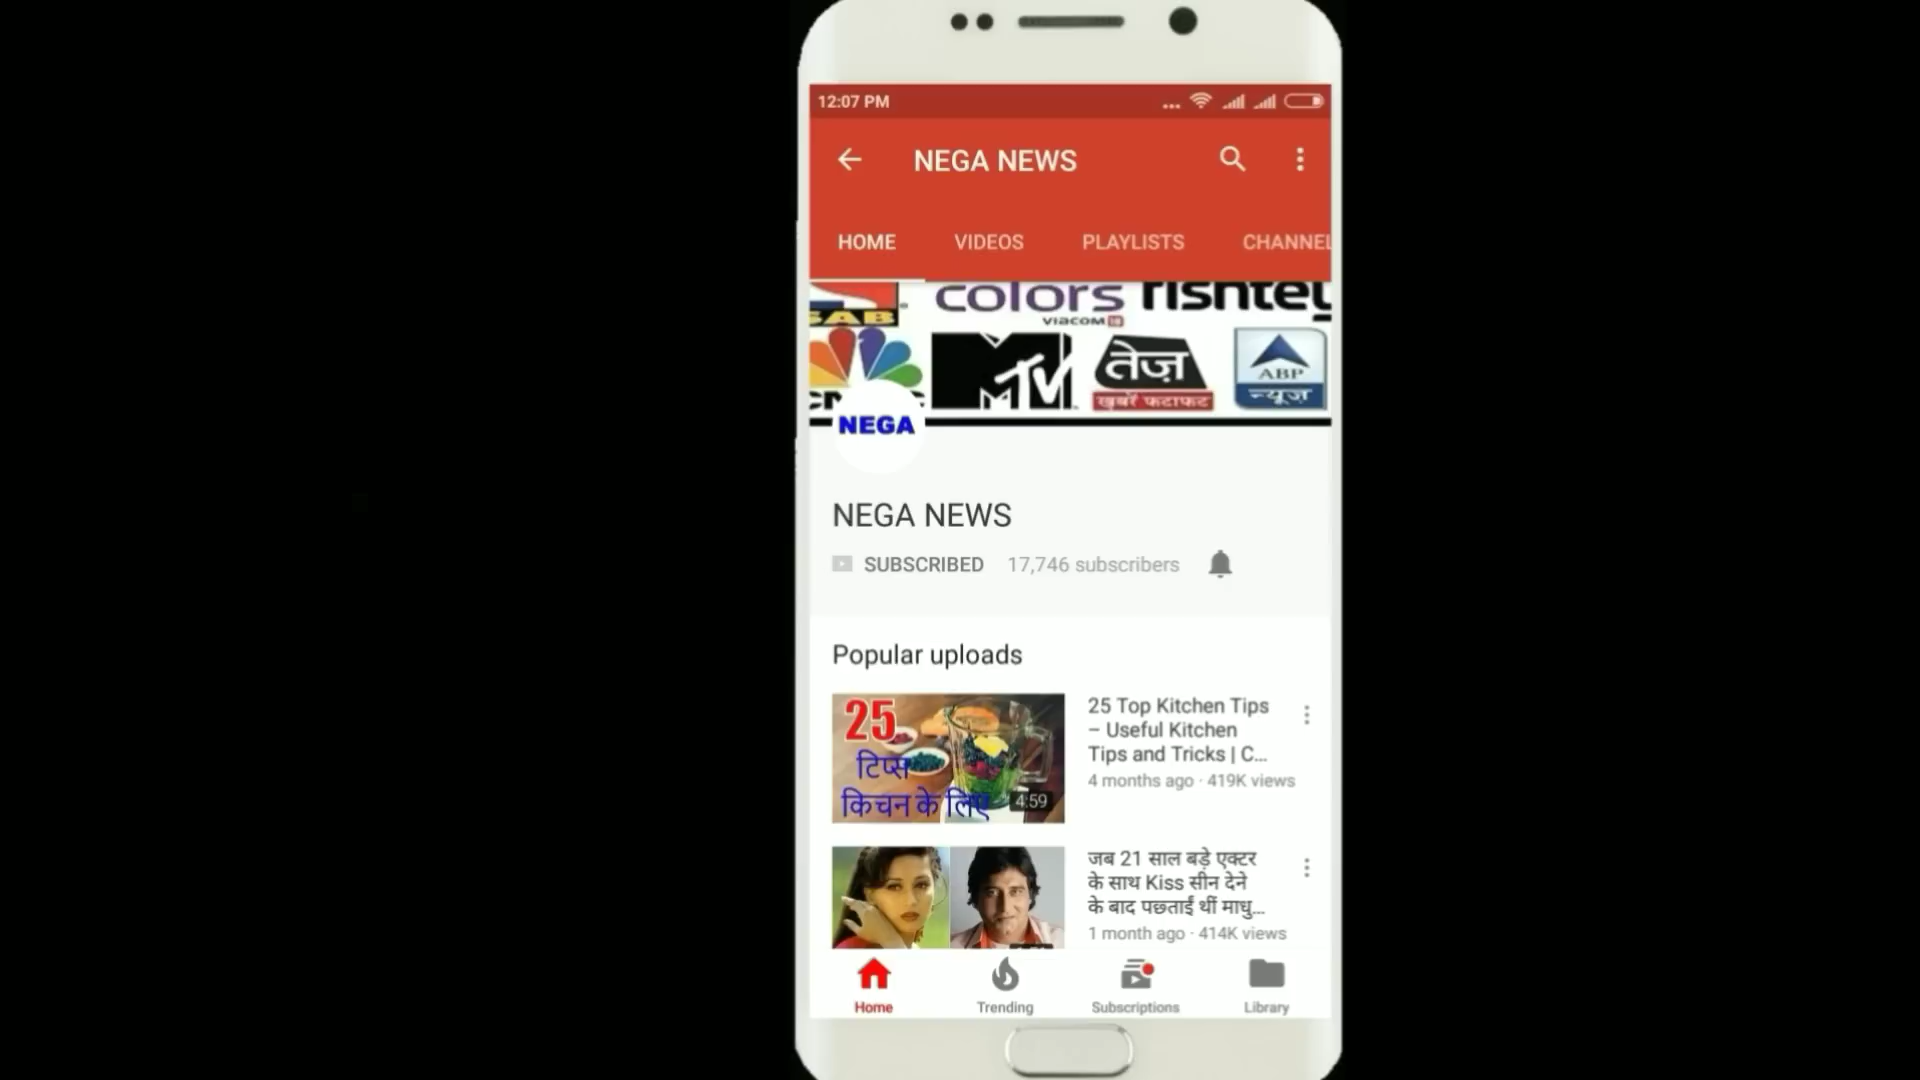 12:07 PM
NEGA NEWS
HOME VIDEOS PLAYLISTS CHANNEL
SAB colors rishtey
VIACOM18
MTV तेज़ ABP
खबरें फटाफट न्यूज़
NEGA
NEGA NEWS
SUBSCRIBED 17,746 subscribers
Popular uploads
25
टिप्स
किचन के लिए
4:59
25 Top Kitchen Tips
– Useful Kitchen
Tips and Tricks | C...
4 months ago · 419K views
जब 21 साल बड़े एक्टर
के साथ Kiss सीन देने
के बाद पछताईं थीं माधु...
1 month ago · 414K views
Home Trending Subscriptions Library